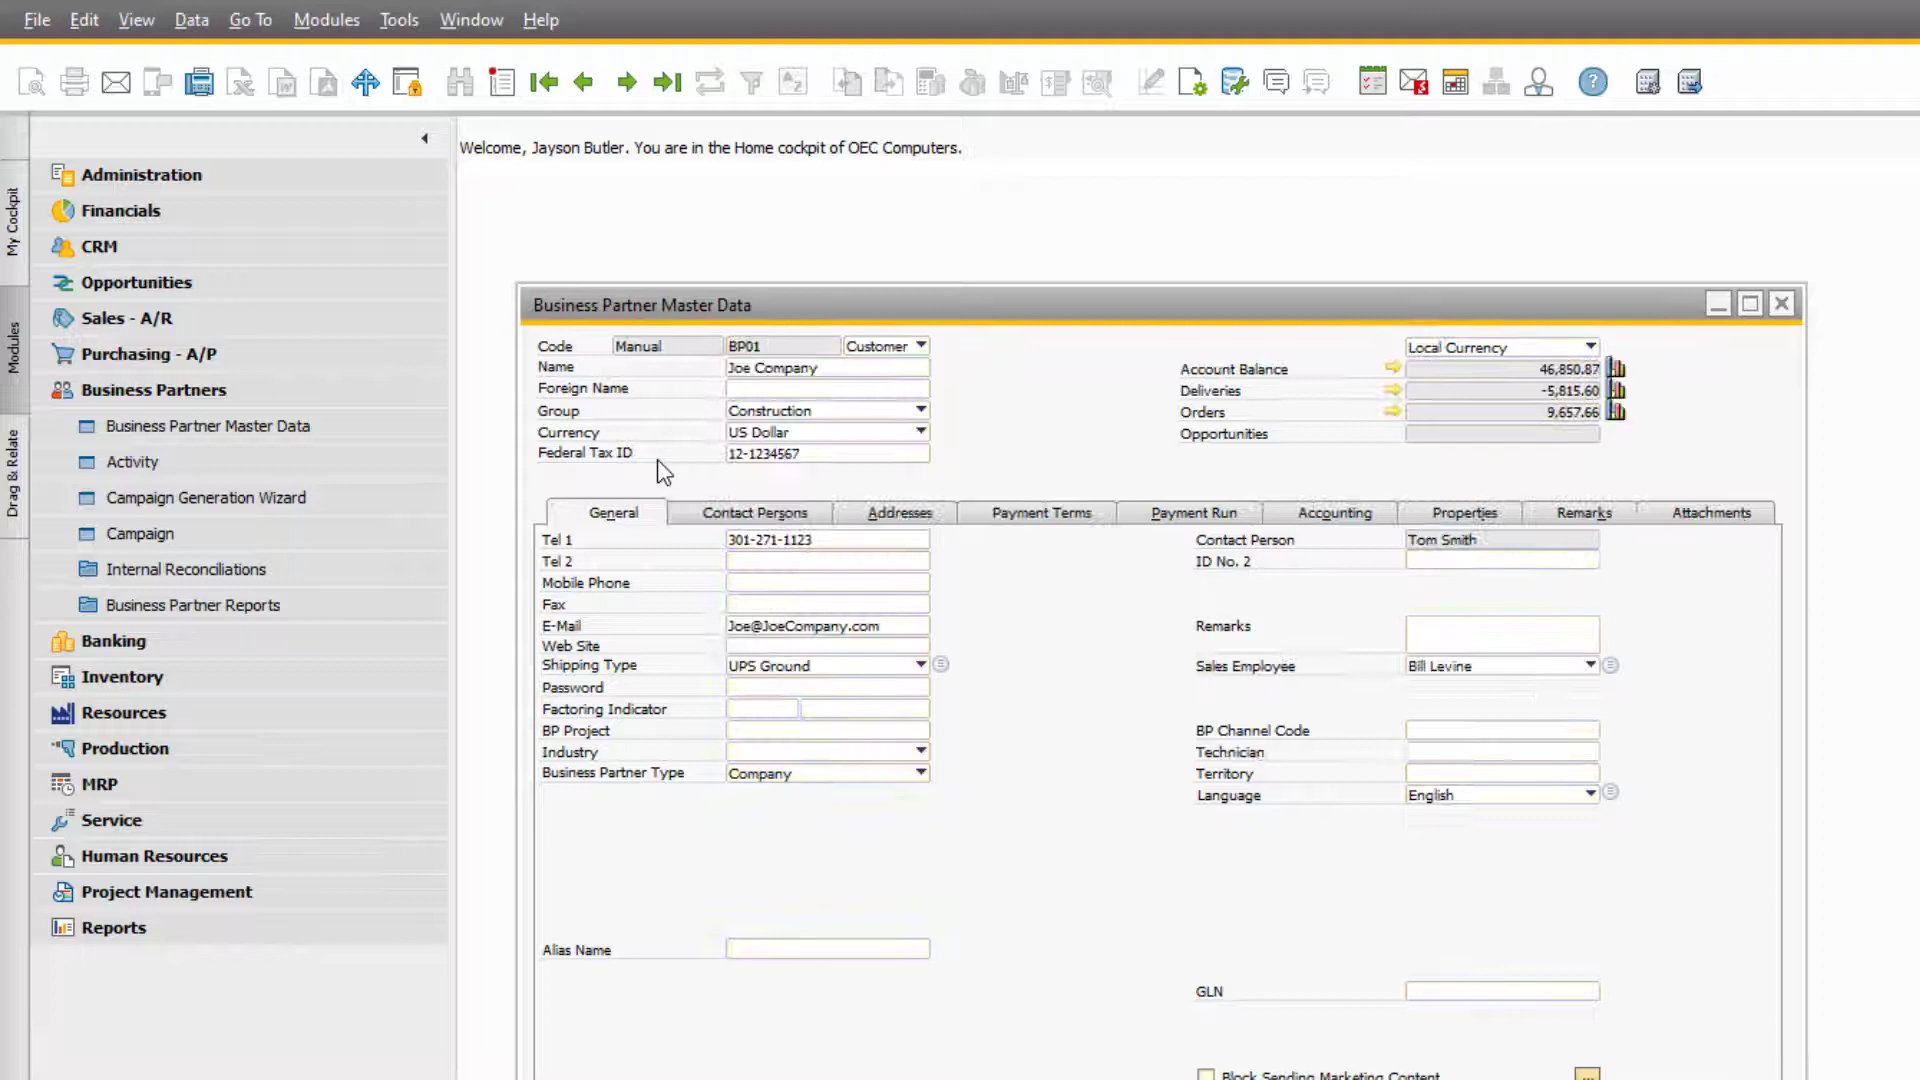 File Edit View Data Go To Modules Tools Window Help
My Cockpit
Modules
Drag & Relate
Administration
Financials
CRM
Opportunities
Sales - A/R
Purchasing - A/P
Business Partners
Business Partner Master Data
Activity
Campaign Generation Wizard
Campaign
Internal Reconciliations
Business Partner Reports
Banking
Inventory
Resources
Production
MRP
Service
Human Resources
Project Management
Reports
Welcome, Jayson Butler. You are in the Home cockpit of OEC Computers.
Business Partner Master Data
Code Manual BP01 Customer
Name Joe Company
Foreign Name
Group Construction
Currency US Dollar
Federal Tax ID 12-1234567
Local Currency
Account Balance 46,850.87
Deliveries -5,815.60
Orders 9,657.66
Opportunities
General Contact Persons Addresses Payment Terms Payment Run Accounting Properties Remarks Attachments
Tel 1 301-271-1123
Tel 2
Mobile Phone
Fax
E-Mail Joe@JoeCompany.com
Web Site
Shipping Type UPS Ground
Password
Factoring Indicator
BP Project
Industry
Business Partner Type Company
Alias Name
Contact Person Tom Smith
ID No. 2
Remarks
Sales Employee Bill Levine
BP Channel Code
Technician
Territory
Language English
GLN
Block Sending Marketing Content
...